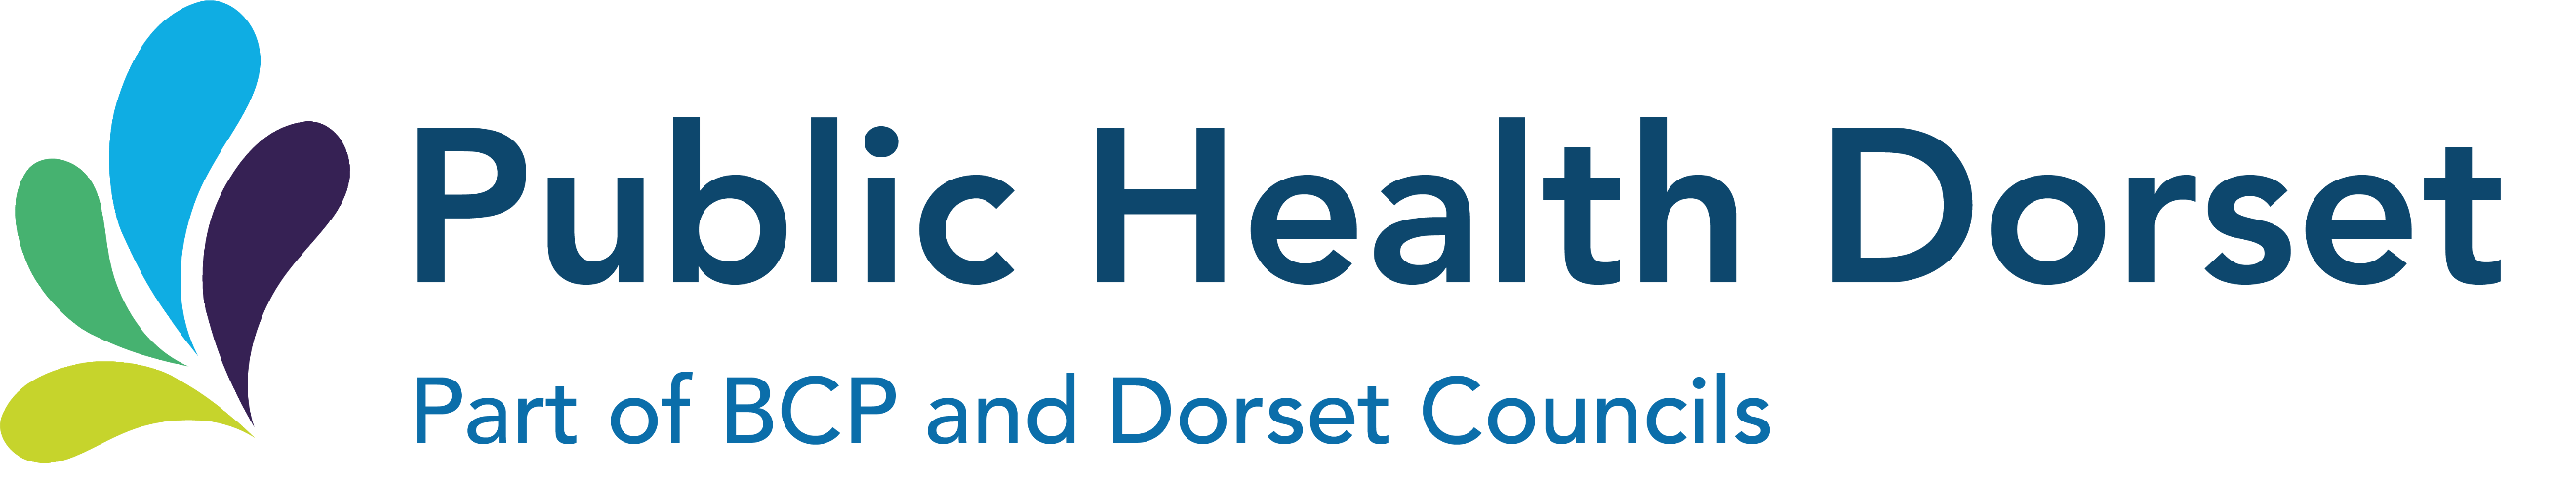 Public Health Dorset
Part of BCP and Dorset Councils